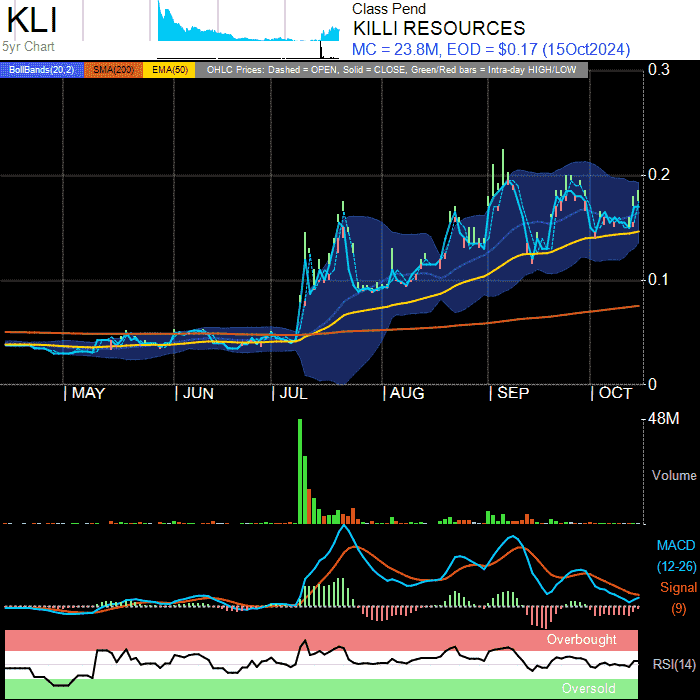 KLI
5yr Chart
Class Pend
KILLI RESOURCES
MC = 23.8M, EOD = $0.17 (15Oct2024)
BollBands(20,2) SMA(200) EMA(50) OHLC Prices: Dashed = OPEN, Solid = CLOSE, Green/Red bars = Intra-day HIGH/LOW
0.3
0.2
0.1
0
| MAY | JUN | JUL | AUG | SEP | OCT
48M
Volume
MACD
(12-26)
Signal
(9)
Overbought
RSI(14)
Oversold